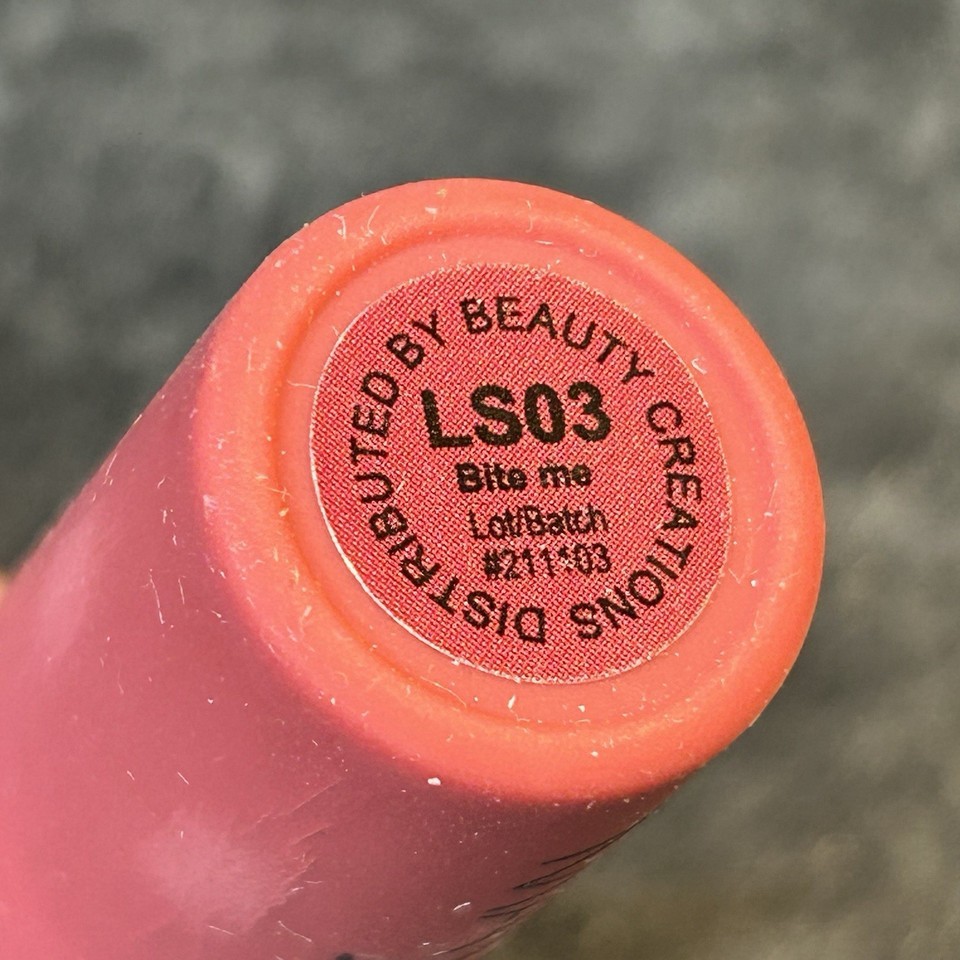 DISTRIBUTED BY BEAUTY CREATIONS
LS03
Bite me
Lot/Batch
#211103